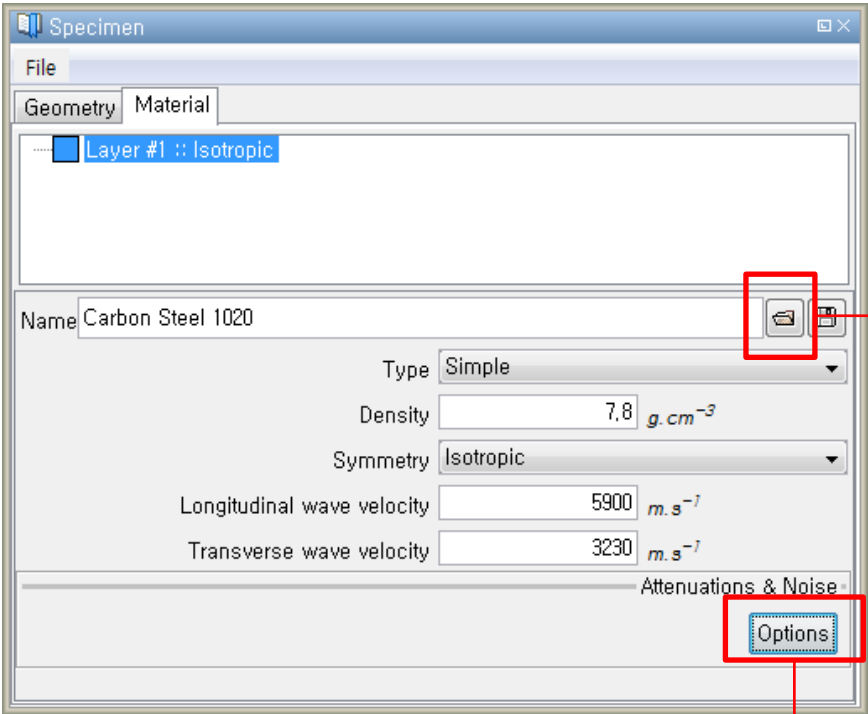 Specimen
File
Geometry Material
Layer #1 :: Isotropic
Name Carbon Steel 1020
Type Simple
Density 7.8 g.cm⁻³
Symmetry Isotropic
Longitudinal wave velocity 5900 m.s⁻¹
Transverse wave velocity 3230 m.s⁻¹
Attenuations & Noise
Options